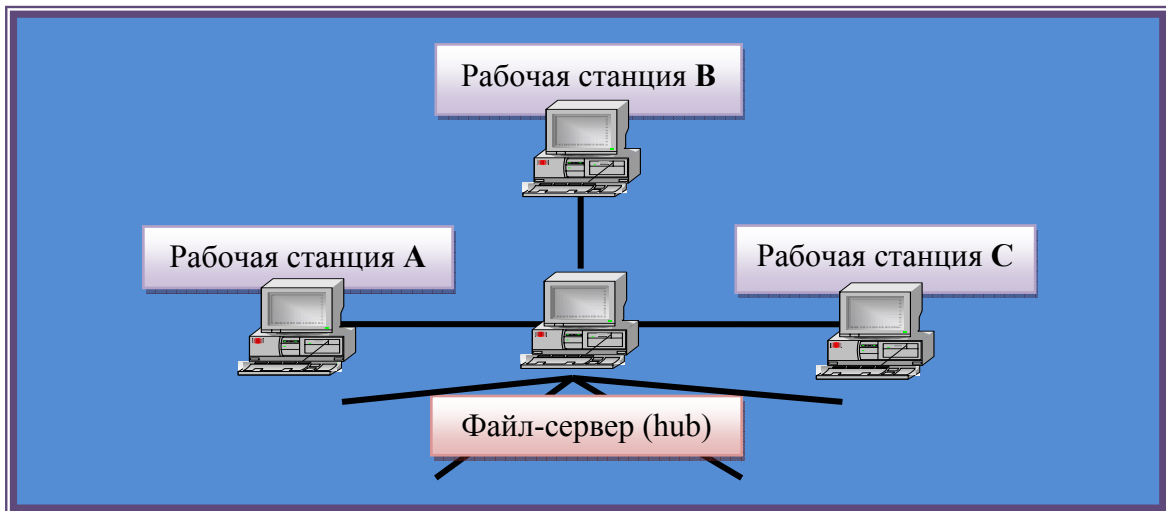 Рабочая станция B
Рабочая станция A
Рабочая станция C
Файл-сервер (hub)